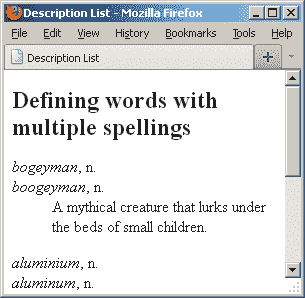 Description List - Mozilla Firefox
File Edit View History Bookmarks Tools Help
Description List
Defining words with
multiple spellings
bogeyman, n.
boogeyman, n.
A mythical creature that lurks under
the beds of small children.
aluminium, n.
aluminum, n.